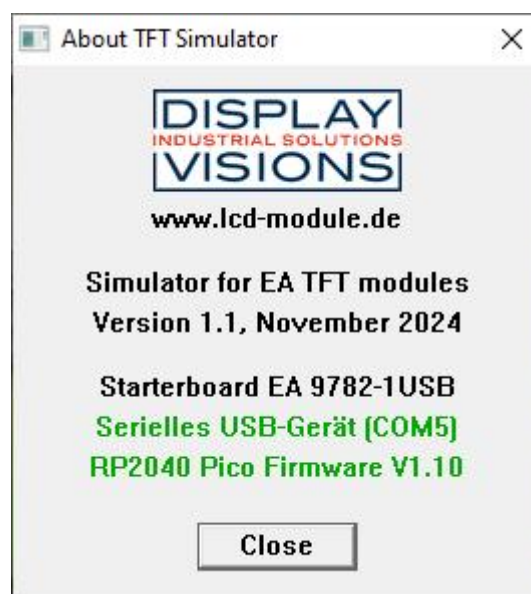 About TFT Simulator
DISPLAY
INDUSTRIAL SOLUTIONS
VISIONS
www.lcd-module.de
Simulator for EA TFT modules
Version 1.1, November 2024
Starterboard EA 9782-1USB
Serielles USB-Gerät (COM5)
RP2040 Pico Firmware V1.10
Close